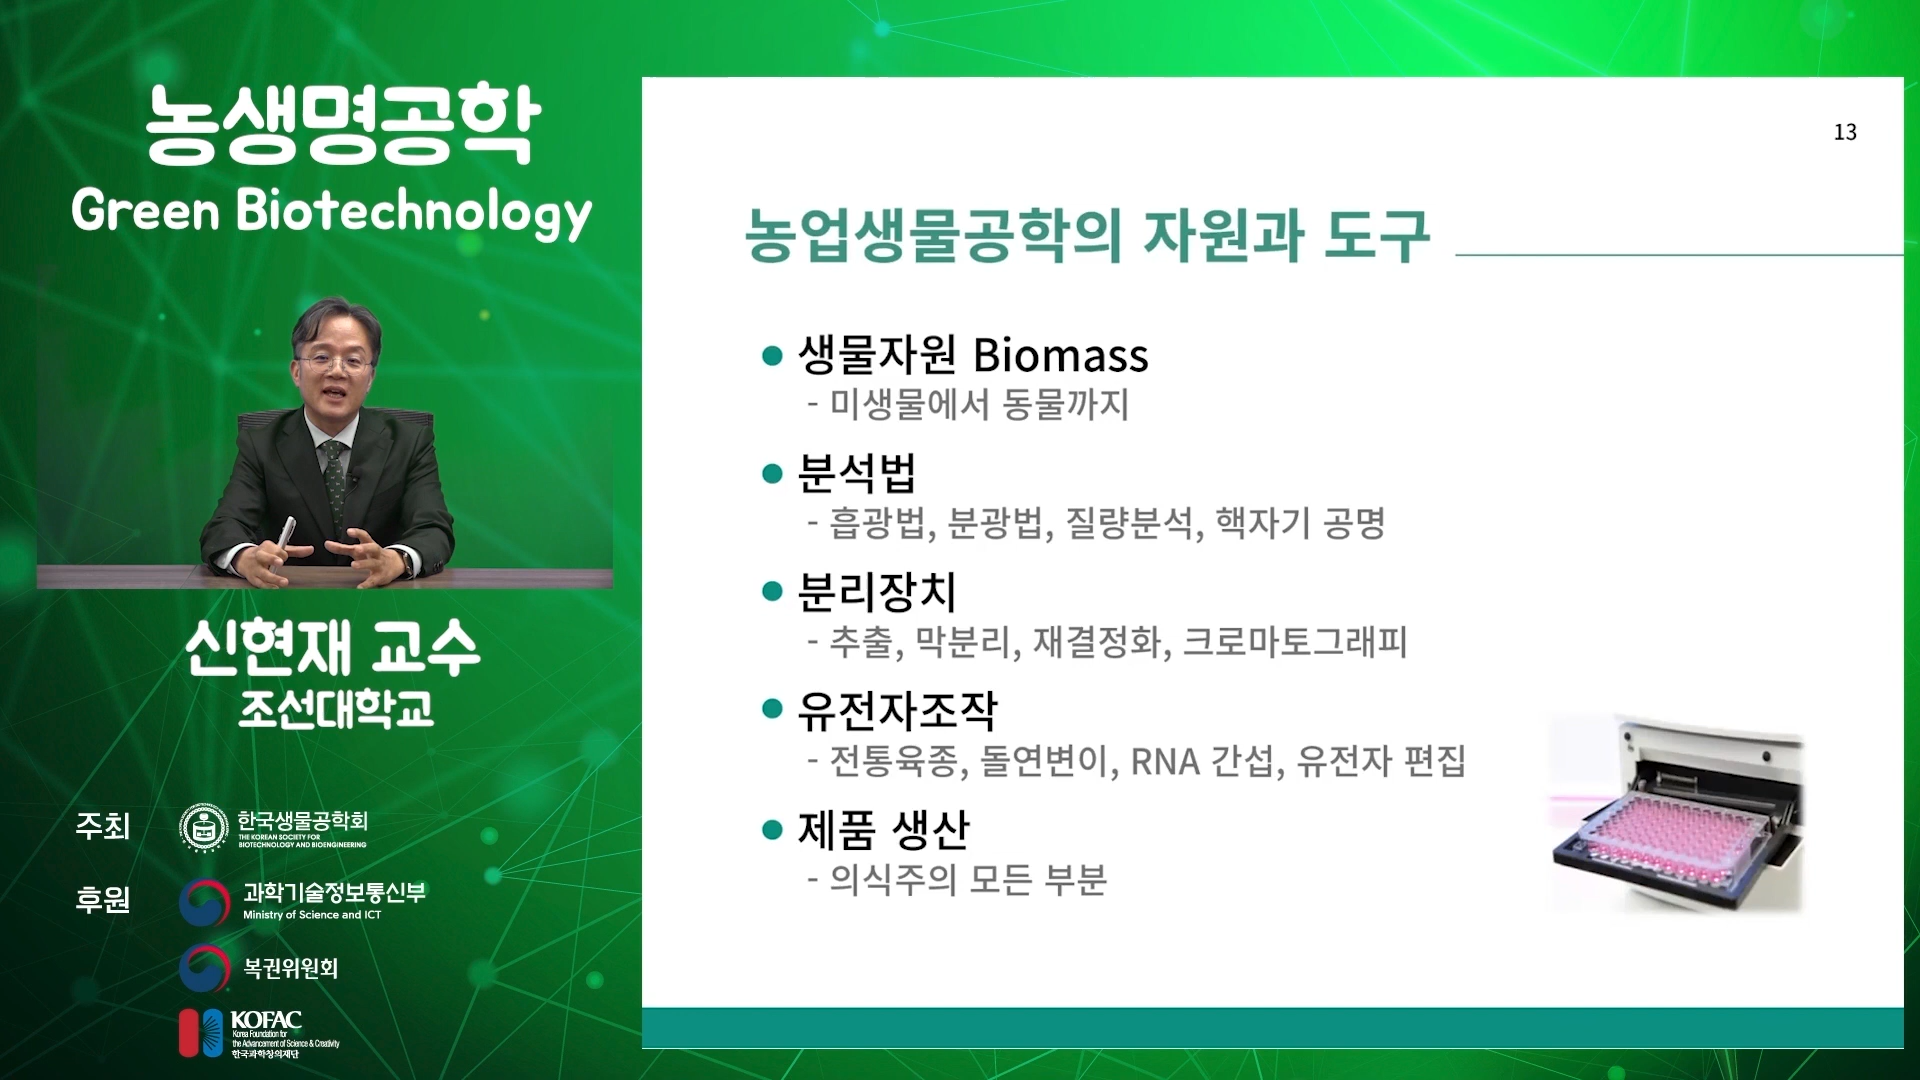 농생명공학
Green Biotechnology
신현재 교수
조선대학교
주최
한국생물공학회
THE KOREAN SOCIETY FOR
BIOTECHNOLOGY AND BIOENGINEERING
후원
과학기술정보통신부
Ministry of Science and ICT
복권위원회
KOFAC
Korea Foundation for
the Advancement of Science & Creativity
한국과학창의재단
13
농업생물공학의 자원과 도구
● 생물자원 Biomass
- 미생물에서 동물까지
● 분석법
- 흡광법, 분광법, 질량분석, 핵자기 공명
● 분리장치
- 추출, 막분리, 재결정화, 크로마토그래피
● 유전자조작
- 전통육종, 돌연변이, RNA 간섭, 유전자 편집
● 제품 생산
- 의식주의 모든 부분